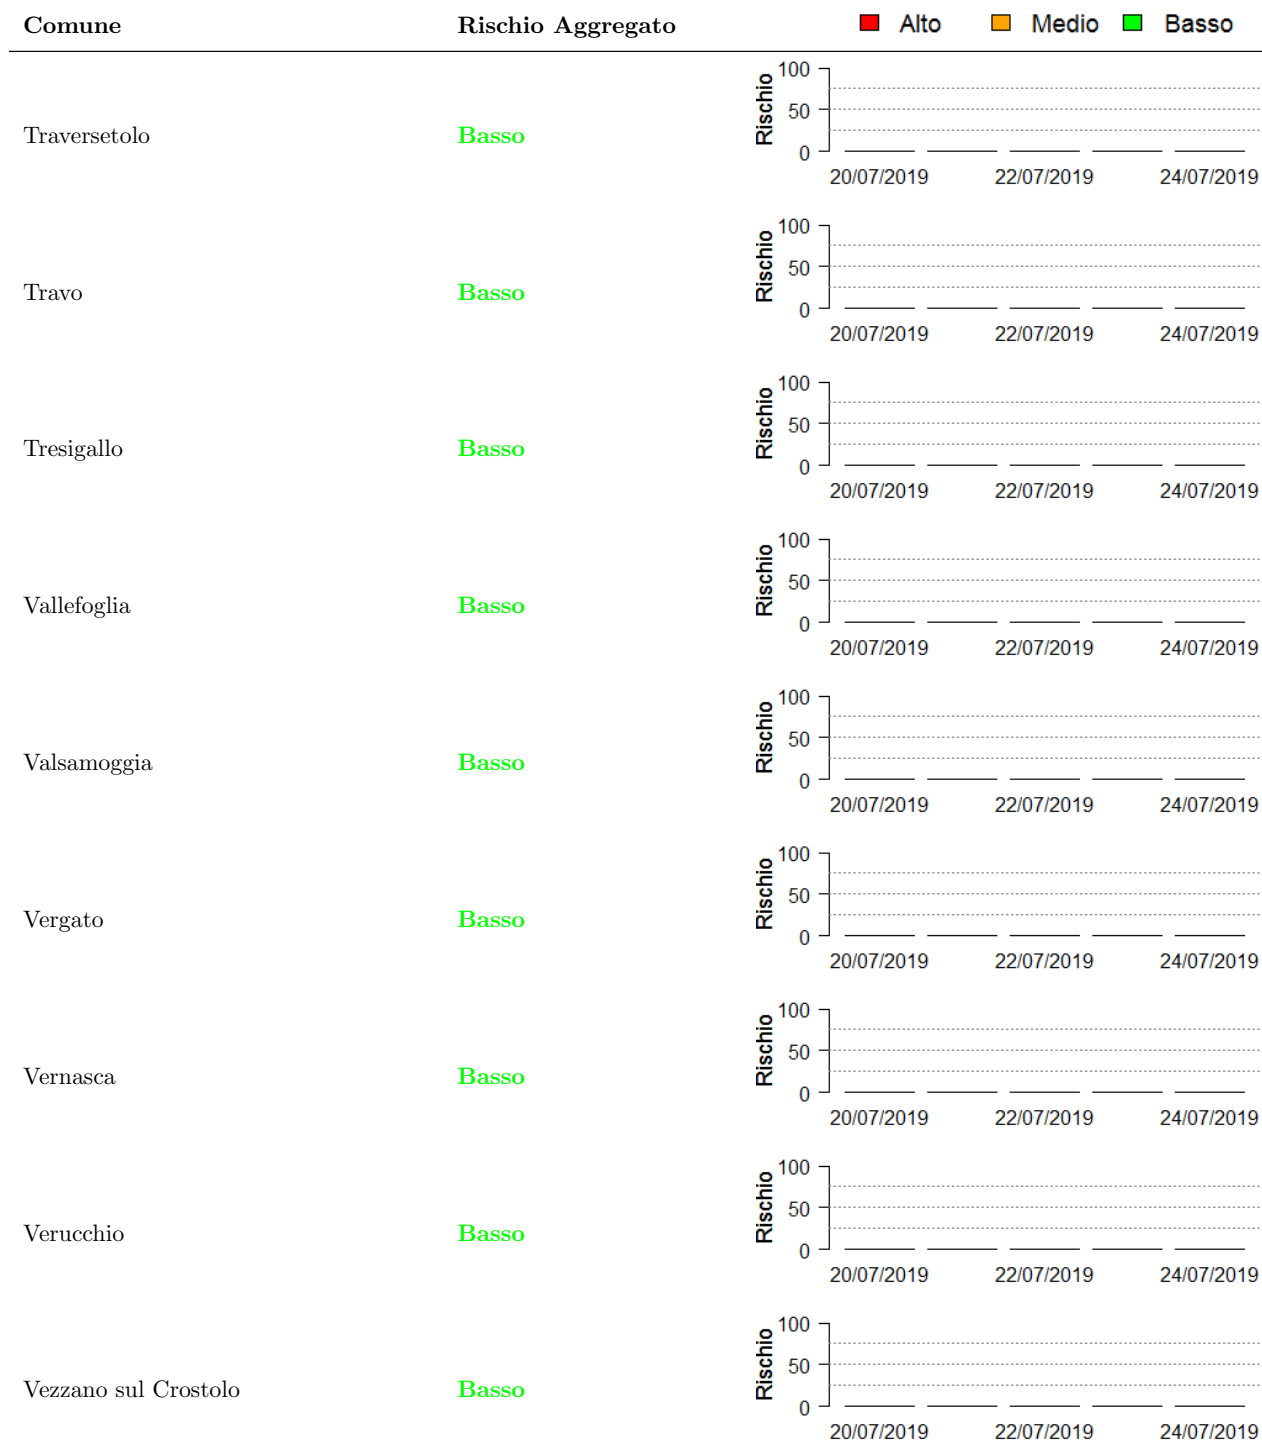 Comune Rischio Aggregato Alto Medio Basso
Traversetolo Basso Rischio 100 50 0
20/07/2019 22/07/2019 24/07/2019
Travo Basso Rischio 100 50 0
20/07/2019 22/07/2019 24/07/2019
Tresigallo Basso Rischio 100 50 0
20/07/2019 22/07/2019 24/07/2019
Vallefoglia Basso Rischio 100 50 0
20/07/2019 22/07/2019 24/07/2019
Valsamoggia Basso Rischio 100 50 0
20/07/2019 22/07/2019 24/07/2019
Vergato Basso Rischio 100 50 0
20/07/2019 22/07/2019 24/07/2019
Vernasca Basso Rischio 100 50 0
20/07/2019 22/07/2019 24/07/2019
Verucchio Basso Rischio 100 50 0
20/07/2019 22/07/2019 24/07/2019
Vezzano sul Crostolo Basso Rischio 100 50 0
20/07/2019 22/07/2019 24/07/2019